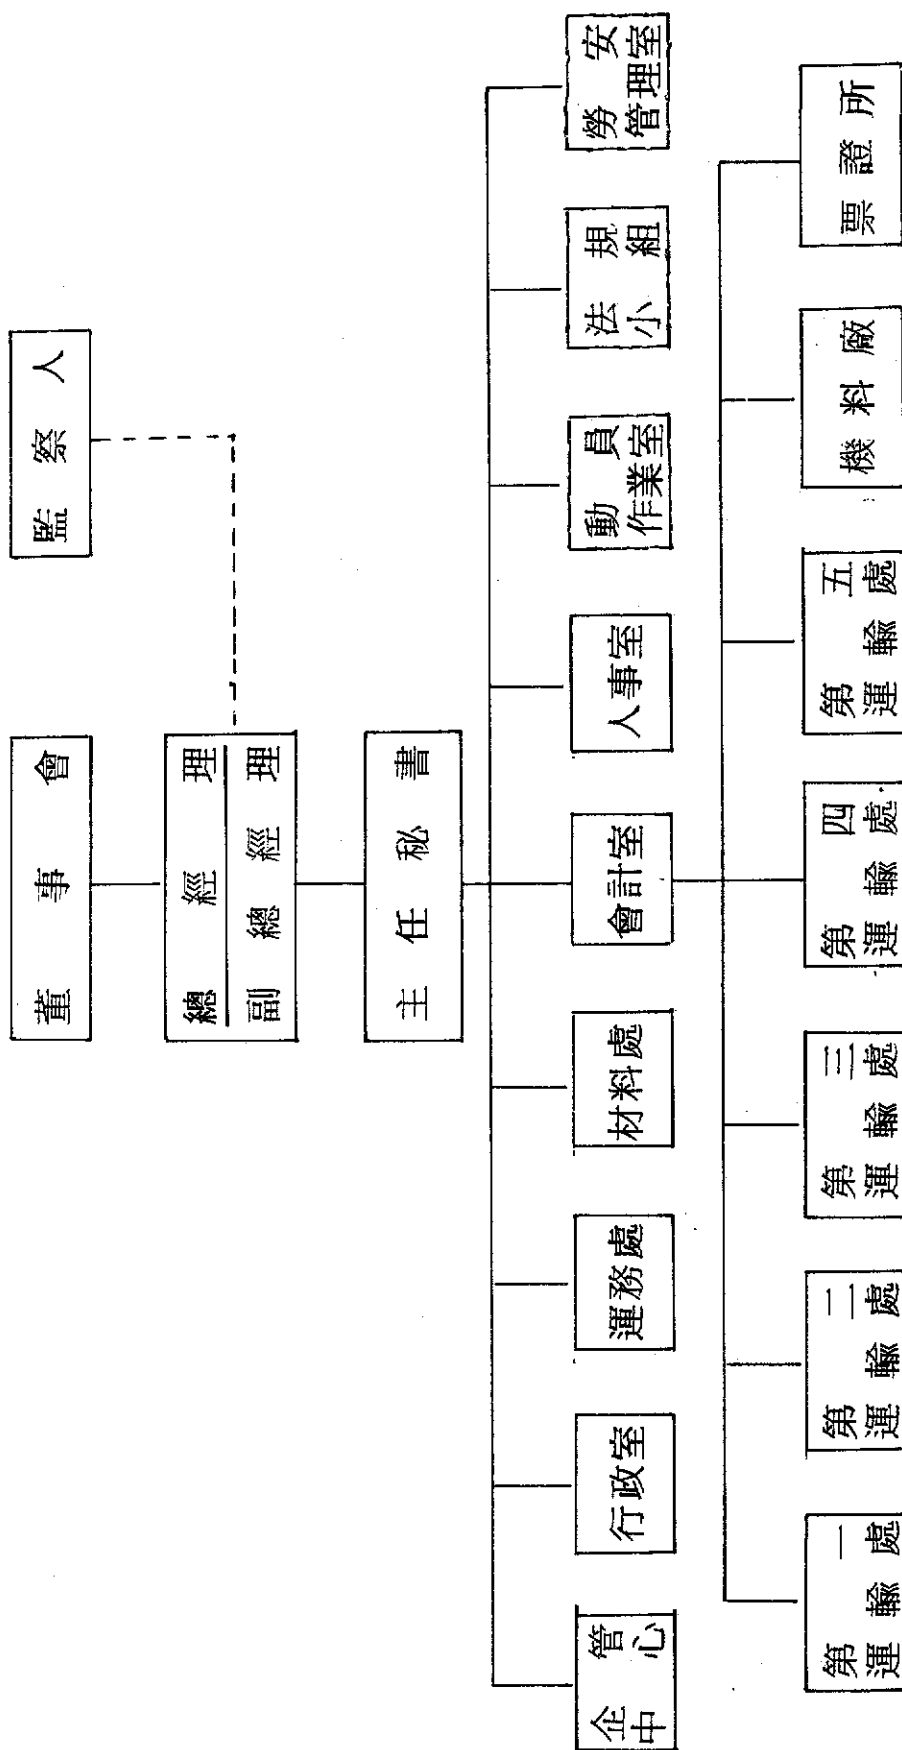 董事會
監察人
總經理
副總經理
主任秘書
企管
中心
行政室
運務處
材料處
會計室
人事室
動員
作業室
法規
小組
勞安
管理室
第一
運輸處
第二
運輸處
第三
運輸處
第四
運輸處
第五
運輸處
機料廠
票證所